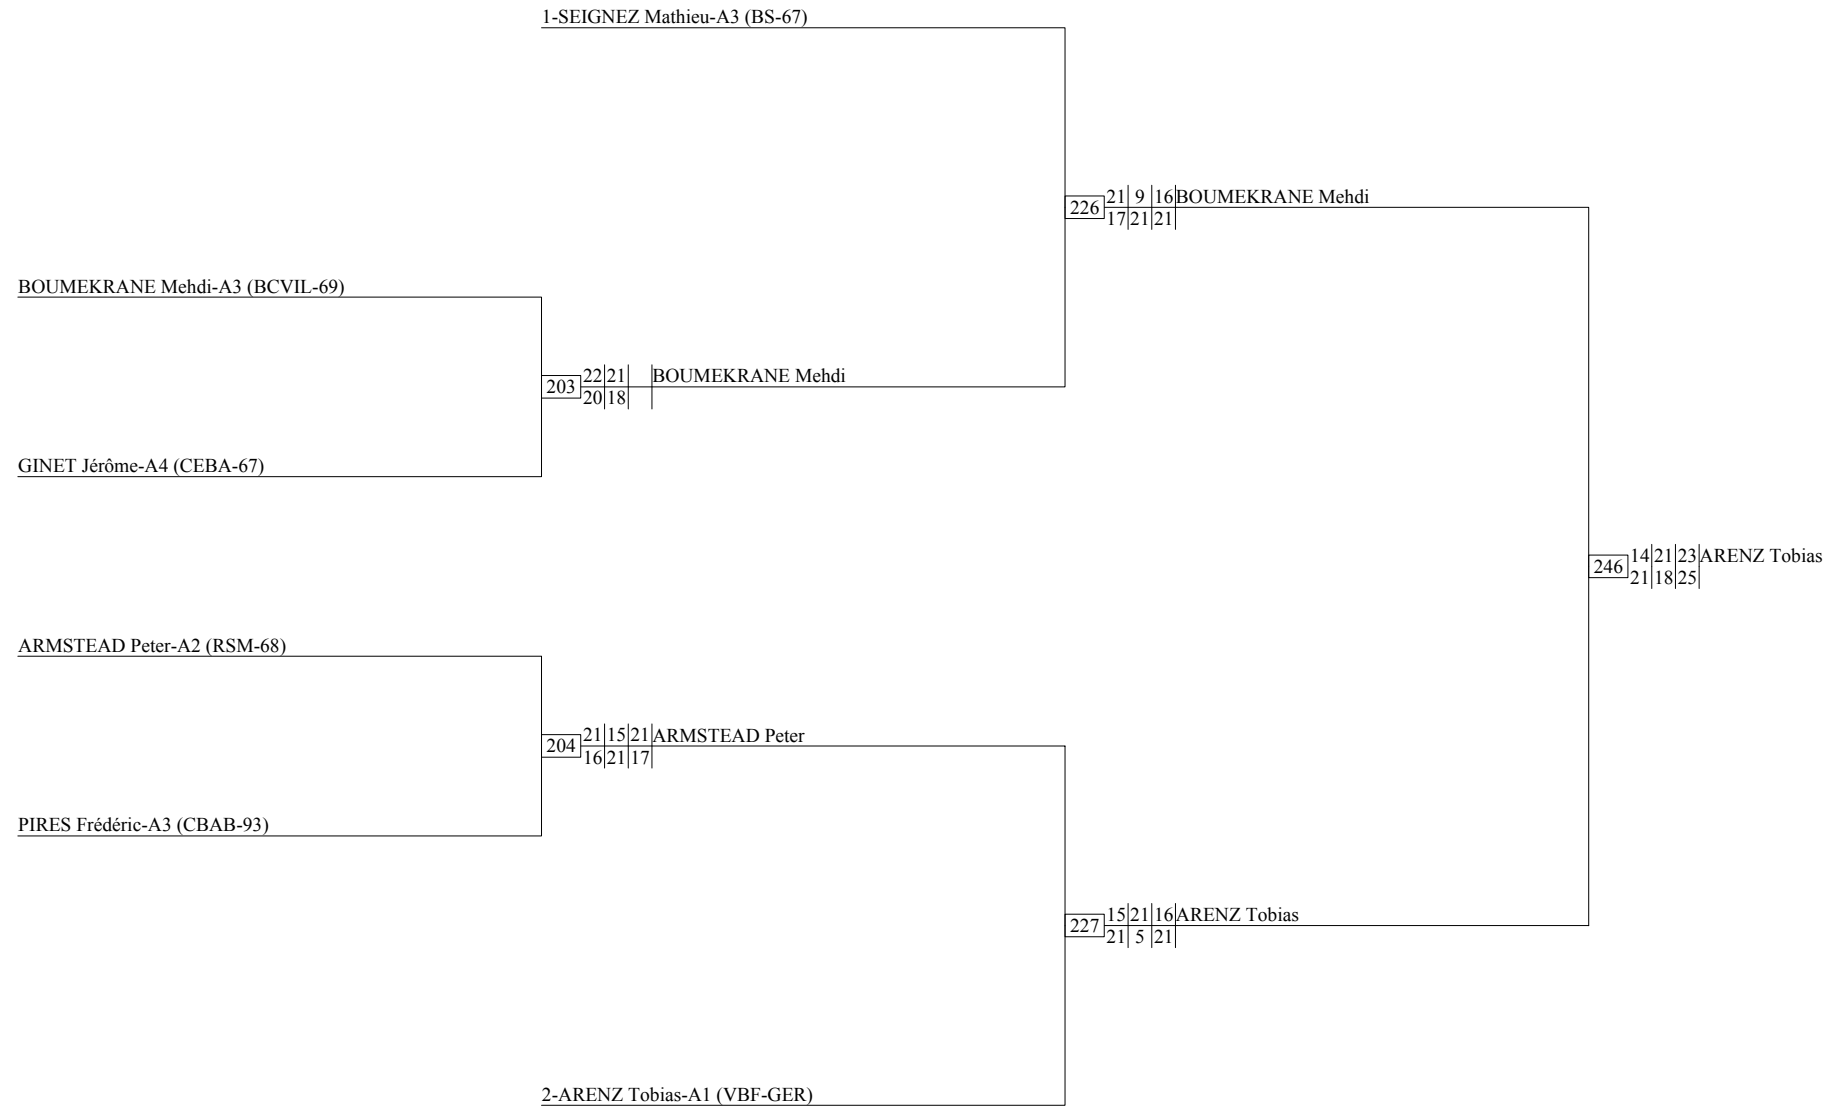 1-SEIGNEZ Mathieu-A3 (BS-67)
21 9 16 BOUMEKRANE Mehdi
226
17 21 21
BOUMEKRANE Mehdi-A3 (BCVIL-69)
22 21 BOUMEKRANE Mehdi
203
20 18
GINET Jérôme-A4 (CEBA-67)
14 21 23 ARENZ Tobias
246
21 18 25
ARMSTEAD Peter-A2 (RSM-68)
21 15 21 ARMSTEAD Peter
204
16 21 17
PIRES Frédéric-A3 (CBAB-93)
15 21 16 ARENZ Tobias
227
21 5 21
2-ARENZ Tobias-A1 (VBF-GER)